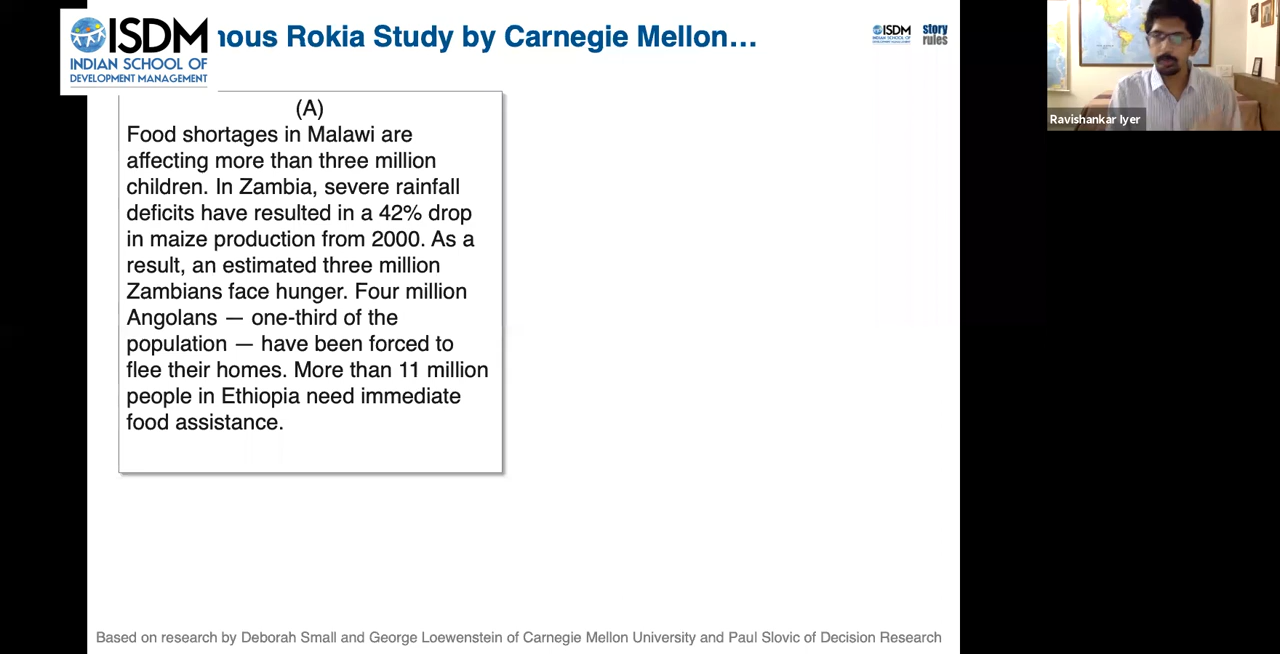 ISDM
INDIAN SCHOOL OF
DEVELOPMENT MANAGEMENT
Rokia Study by Carnegie Mellon…
ISDM
story
rules
Ravishankar Iyer
(A)
Food shortages in Malawi are
affecting more than three million
children. In Zambia, severe rainfall
deficits have resulted in a 42% drop
in maize production from 2000. As a
result, an estimated three million
Zambians face hunger. Four million
Angolans — one-third of the
population — have been forced to
flee their homes. More than 11 million
people in Ethiopia need immediate
food assistance.
Based on research by Deborah Small and George Loewenstein of Carnegie Mellon University and Paul Slovic of Decision Research